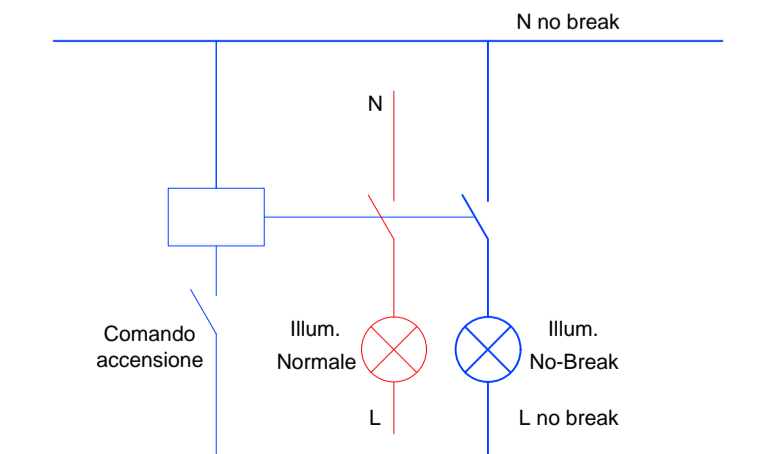 N no break
N
Comando
accensione
Illum.
Normale
Illum.
No-Break
L
L no break